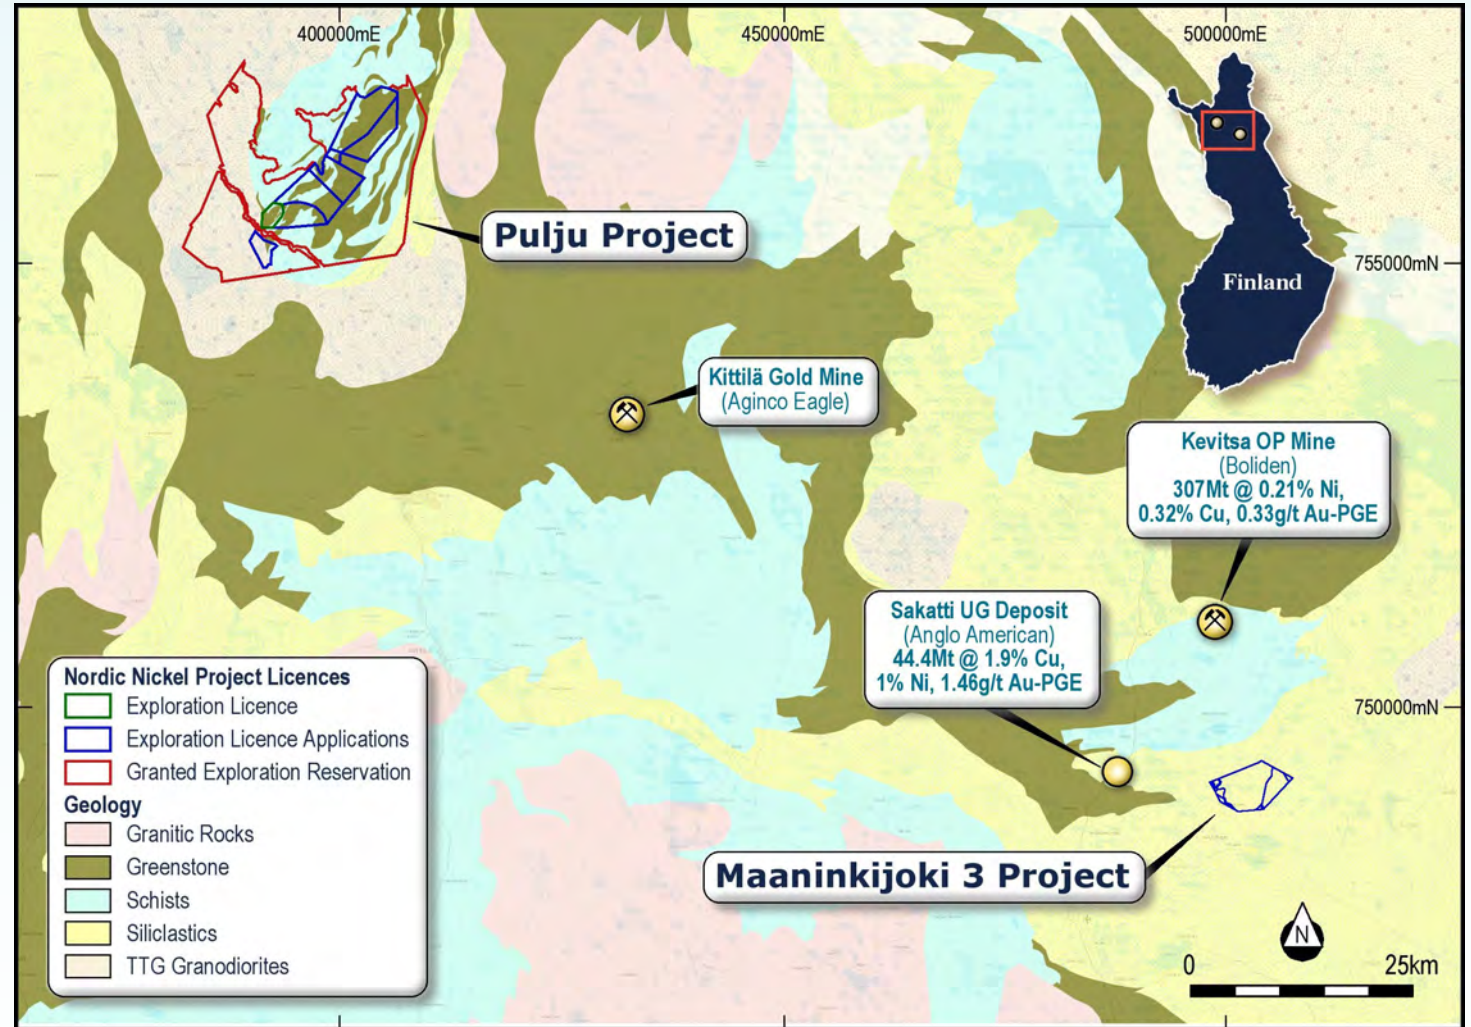 400000mE
450000mE
500000mE
Finland
755000mN
Pulju Project
Kittilä Gold Mine
(Aginco Eagle)
Kevitsa OP Mine
(Boliden)
307Mt @ 0.21% Ni,
0.32% Cu, 0.33g/t Au-PGE
Sakatti UG Deposit
(Anglo American)
44.4Mt @ 1.9% Cu,
1% Ni, 1.46g/t Au-PGE
750000mN
Maaninkijoki 3 Project
Nordic Nickel Project Licences
Exploration Licence
Exploration Licence Applications
Granted Exploration Reservation
Geology
Granitic Rocks
Greenstone
Schists
Siliclastics
TTG Granodiorites
N
0 25km